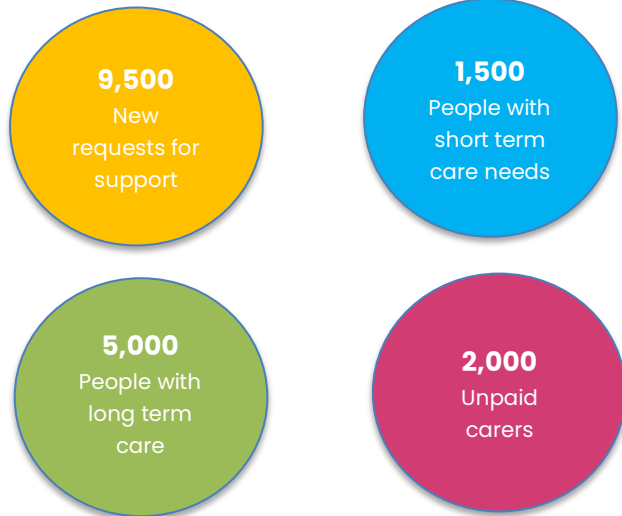 9,500
New
requests for
support
1,500
People with
short term
care needs
5,000
People with
long term
care
2,000
Unpaid
carers